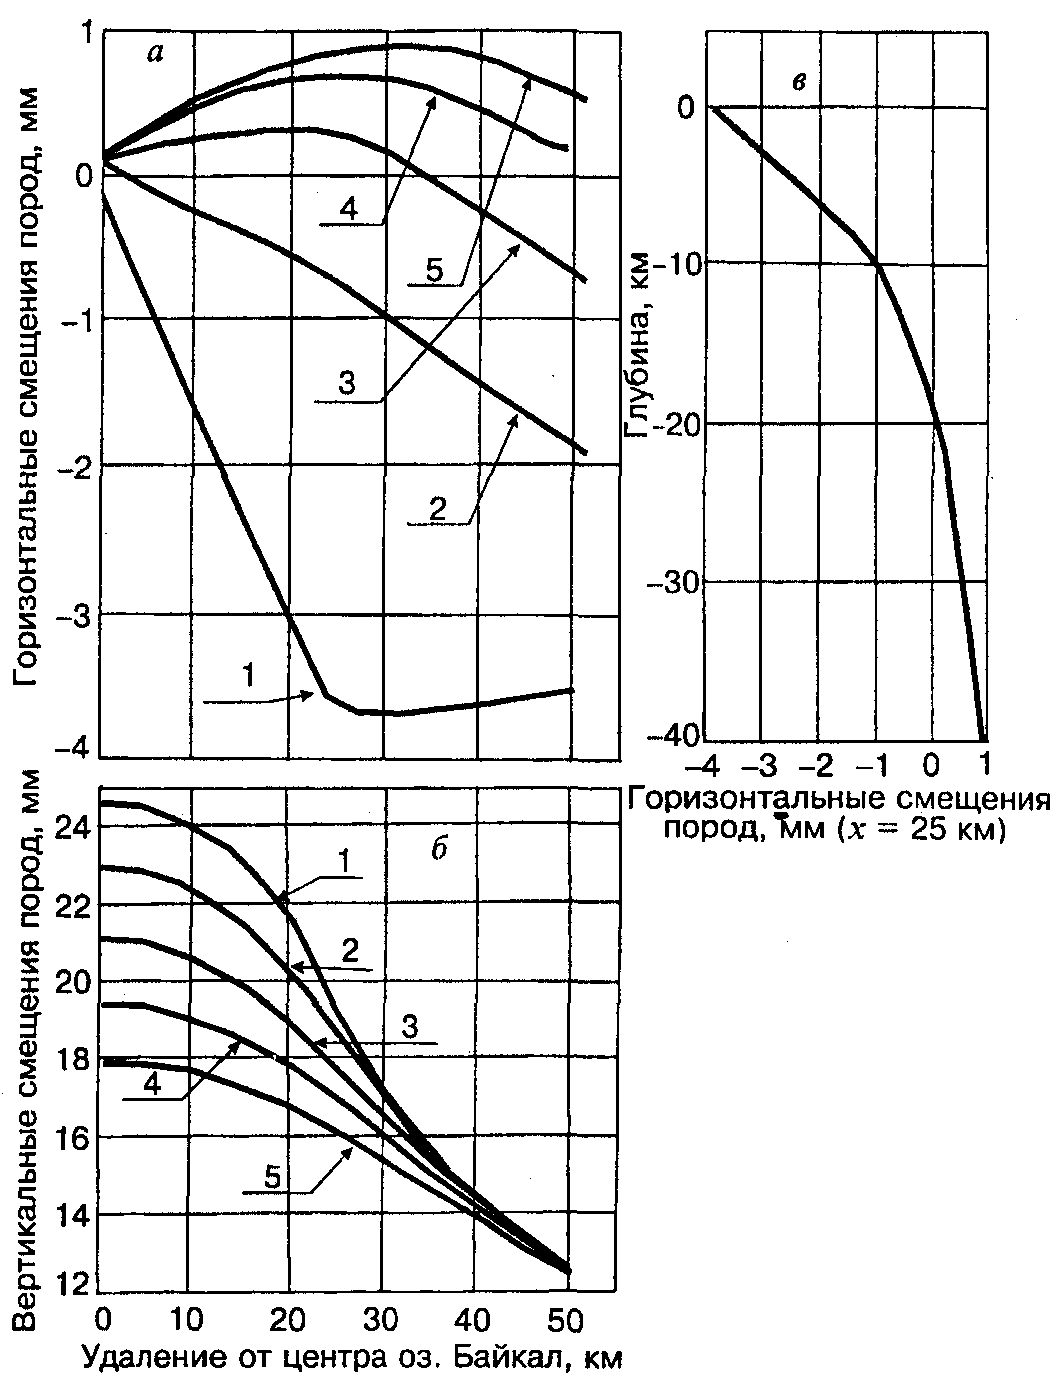 Горизонтальные смещения пород, мм
1
0
−1
−2
−3
−4
а
4
5
3
2
1
Вертикальные смещения пород, мм
24
22
20
18
16
14
12
б
1
2
3
4
5
0 10 20 30 40 50
Удаление от центра оз. Байкал, км
Глубина, км
0
−10
−20
−30
−40
в
−4 −3 −2 −1 0 1
Горизонтальные смещения
пород, мм (x = 25 км)